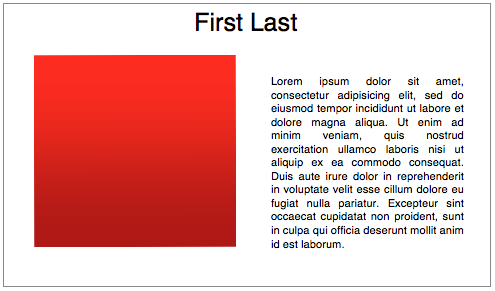 First Last
Lorem ipsum dolor sit amet,
consectetur adipisicing elit, sed do
eiusmod tempor incididunt ut labore et
dolore magna aliqua. Ut enim ad
minim veniam, quis nostrud
exercitation ullamco laboris nisi ut
aliquip ex ea commodo consequat.
Duis aute irure dolor in reprehenderit
in voluptate velit esse cillum dolore eu
fugiat nulla pariatur. Excepteur sint
occaecat cupidatat non proident, sunt
in culpa qui officia deserunt mollit anim
id est laborum.